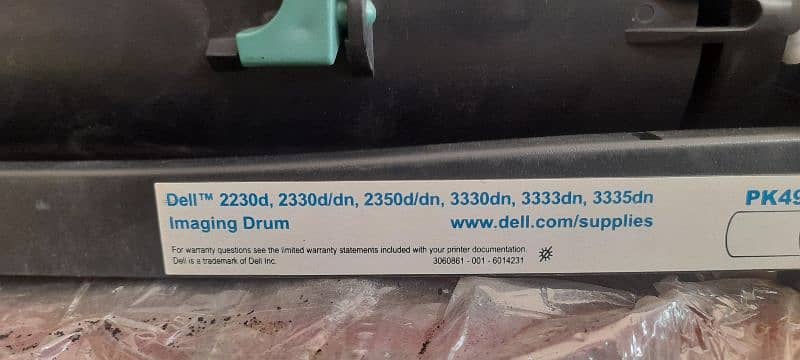 Dell™ 2230d, 2330d/dn, 2350d/dn, 3330dn, 3333dn, 3335dn
Imaging Drum www.dell.com/supplies
PK49
For warranty questions see the limited warranty statements included with your printer documentation.
Dell is a trademark of Dell Inc. 3060861 - 001 - 6014231